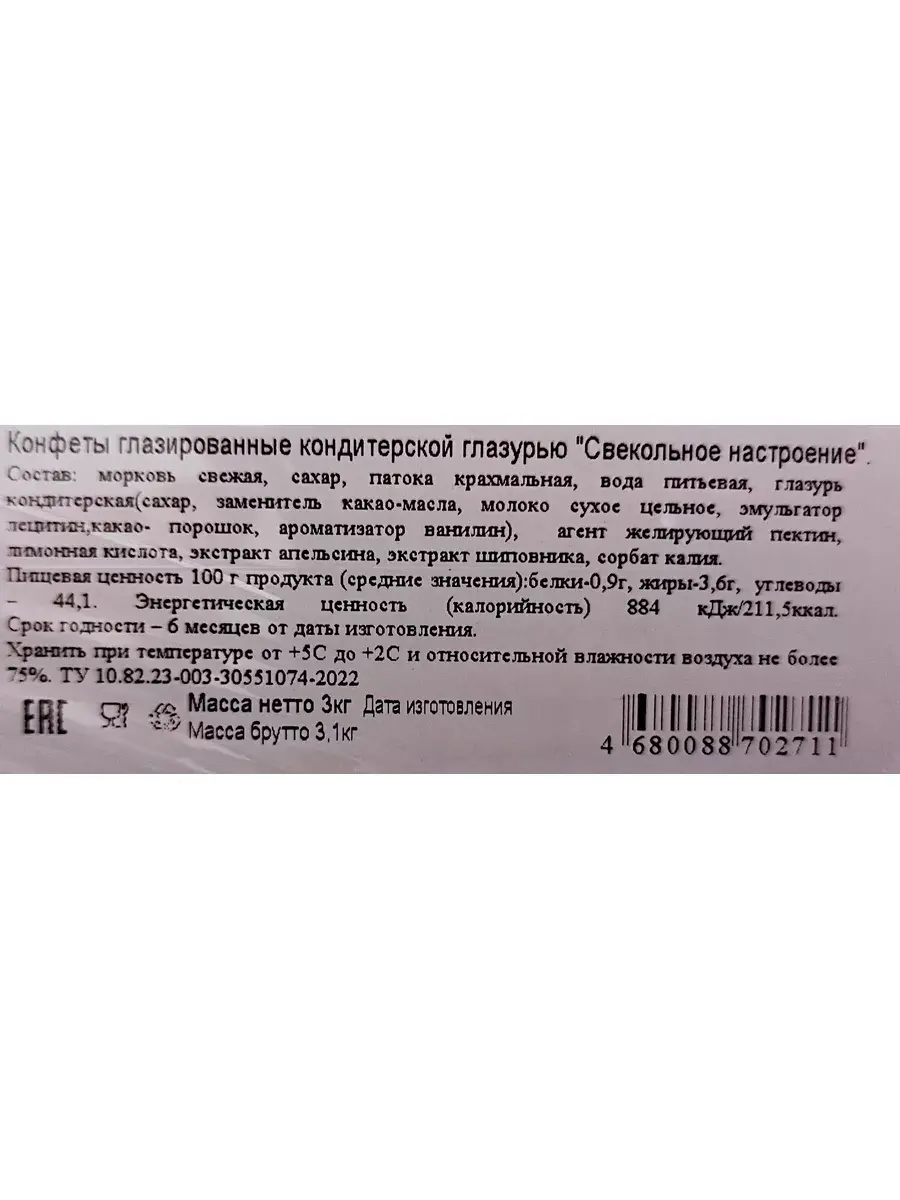 Конфеты глазированные кондитерской глазурью "Свекольное настроение".
Состав: морковь свежая, сахар, патока крахмальная, вода питьевая, глазурь
кондитерская(сахар, заменитель какао-масла, молоко сухое цельное, эмульгатор
лецитин,какао- порошок, ароматизатор ванилин), агент желирующий пектин,
лимонная кислота, экстракт апельсина, экстракт шиповника, сорбат калия.
Пищевая ценность 100 г продукта (средние значения):белки-0,9г, жиры-3,6г, углеводы
– 44,1. Энергетическая ценность (калорийность) 884 кДж/211,5ккал.
Срок годности – 6 месяцев от даты изготовления.
Хранить при температуре от +5С до +2С и относительной влажности воздуха не более
75%. ТУ 10.82.23-003-30551074-2022
EAC Масса нетто 3кг Дата изготовления
Масса брутто 3,1кг
4 680088 702711